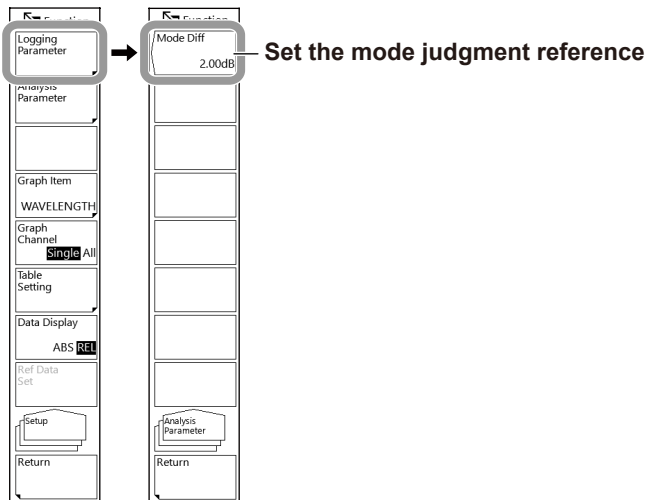 Function
Logging
Parameter
Analysis
Parameter
Graph Item
WAVELENGTH
Graph
Channel
Single All
Table
Setting
Data Display
ABS REL
Ref Data
Set
Setup
Return
Function
Mode Diff
2.00dB
Analysis
Parameter
Return
Set the mode judgment reference